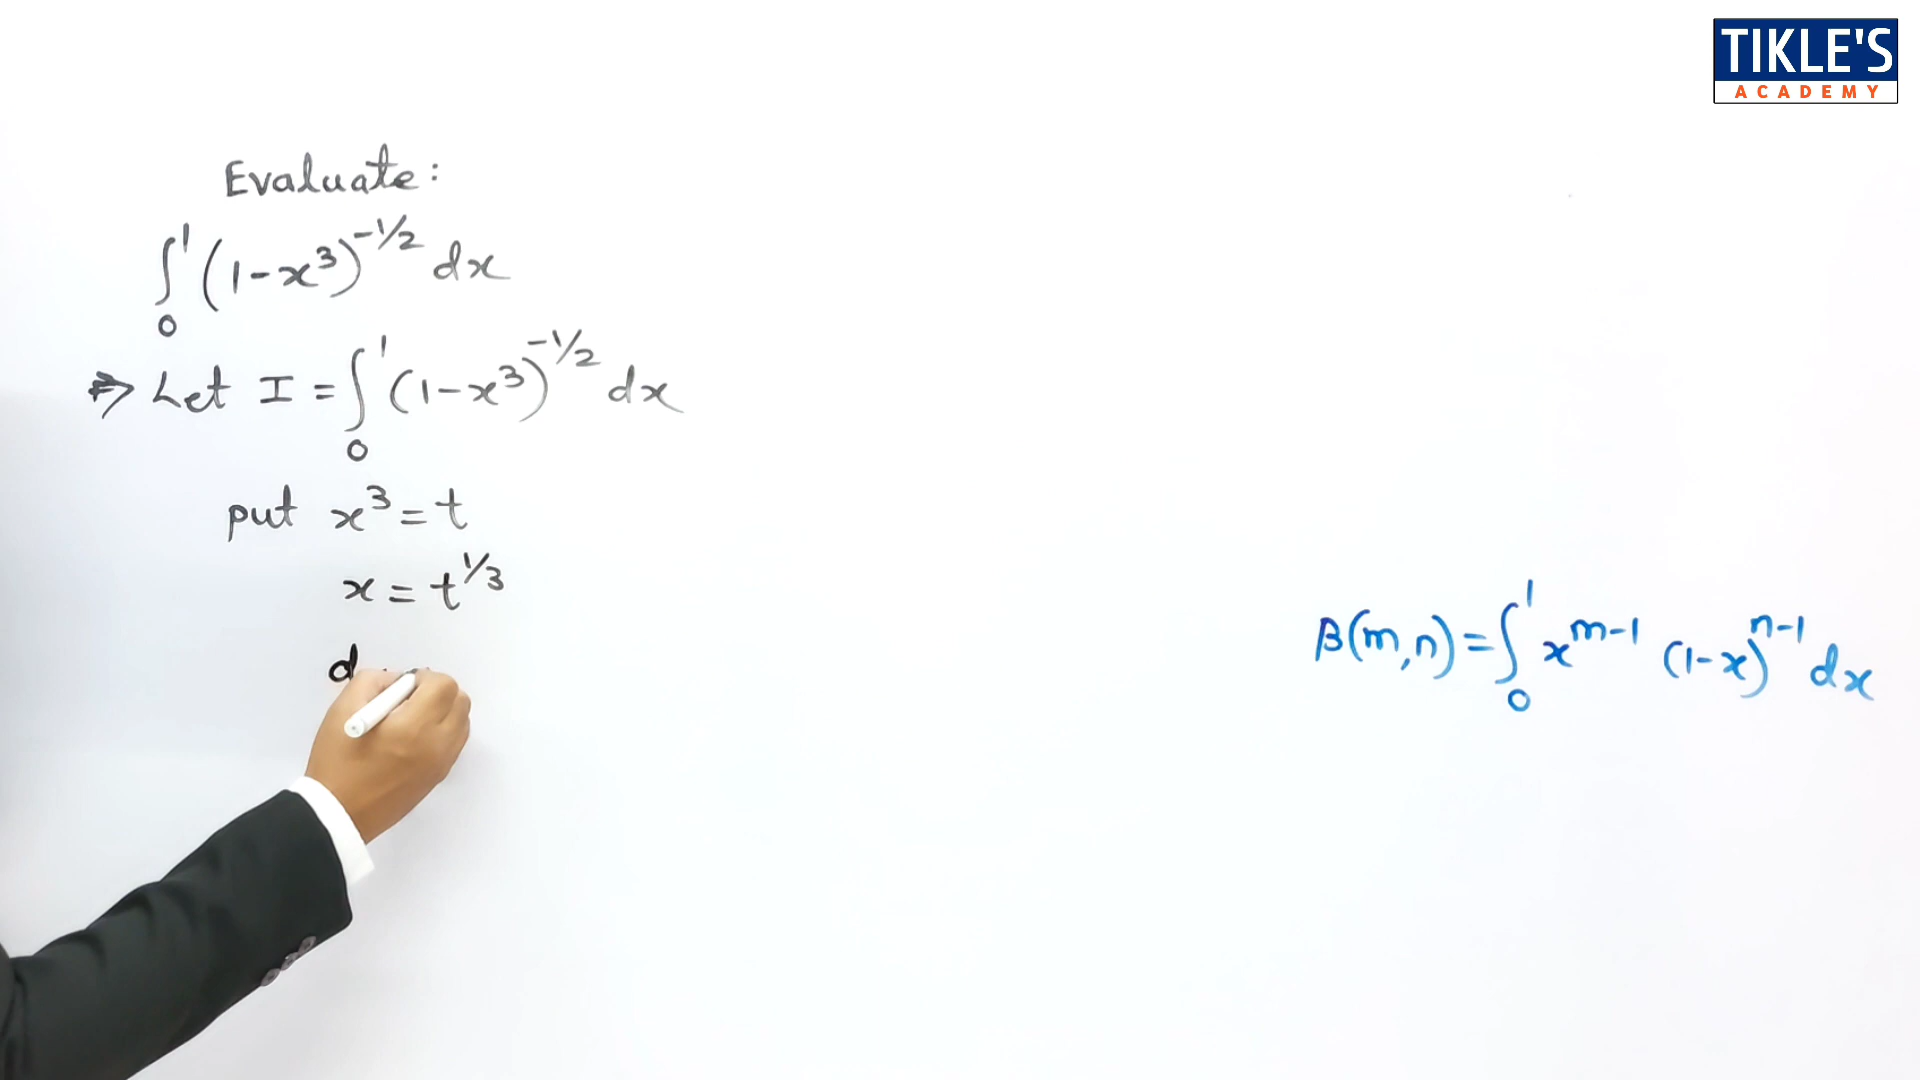 TIKLE'S
ACADEMY
Evaluate:
∫₀¹ (1-x³)^{-1/2} dx
⇒ Let I = ∫₀¹ (1-x³)^{-1/2} dx
put x³ = t
x = t^{1/3}
d
β(m,n) = ∫₀¹ x^{m-1} (1-x)^{n-1} dx